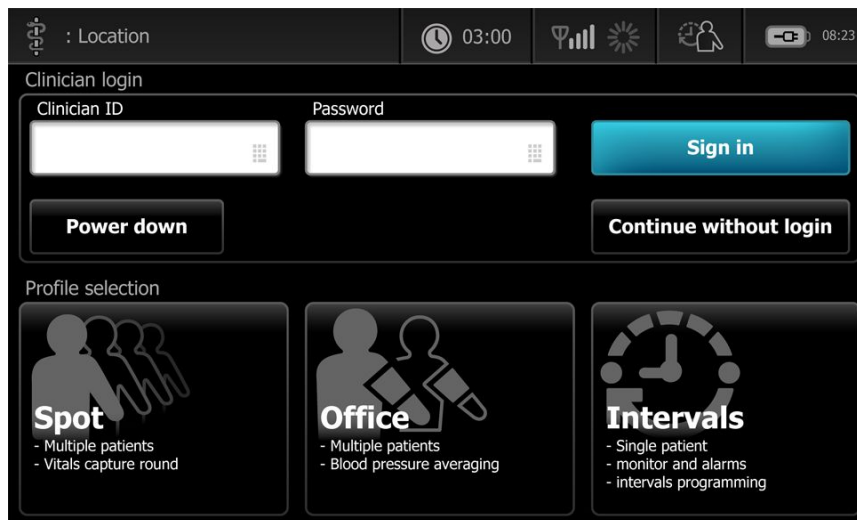 : Location
03:00
08:23
Clinician login
Clinician ID
Password
Sign in
Power down
Continue without login
Profile selection
Spot
- Multiple patients
- Vitals capture round
Office
- Multiple patients
- Blood pressure averaging
Intervals
- Single patient
- monitor and alarms
- intervals programming